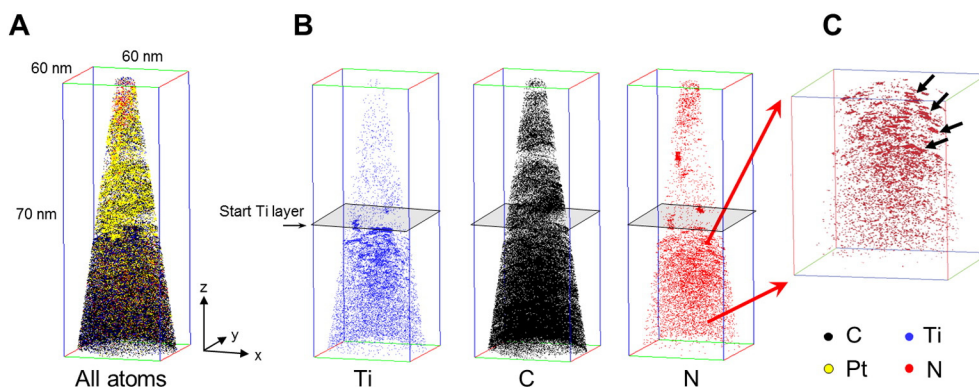 A
B
C
60 nm
60 nm
70 nm
Start Ti layer
z
y
x
All atoms
Ti
C
N
C
Ti
Pt
N